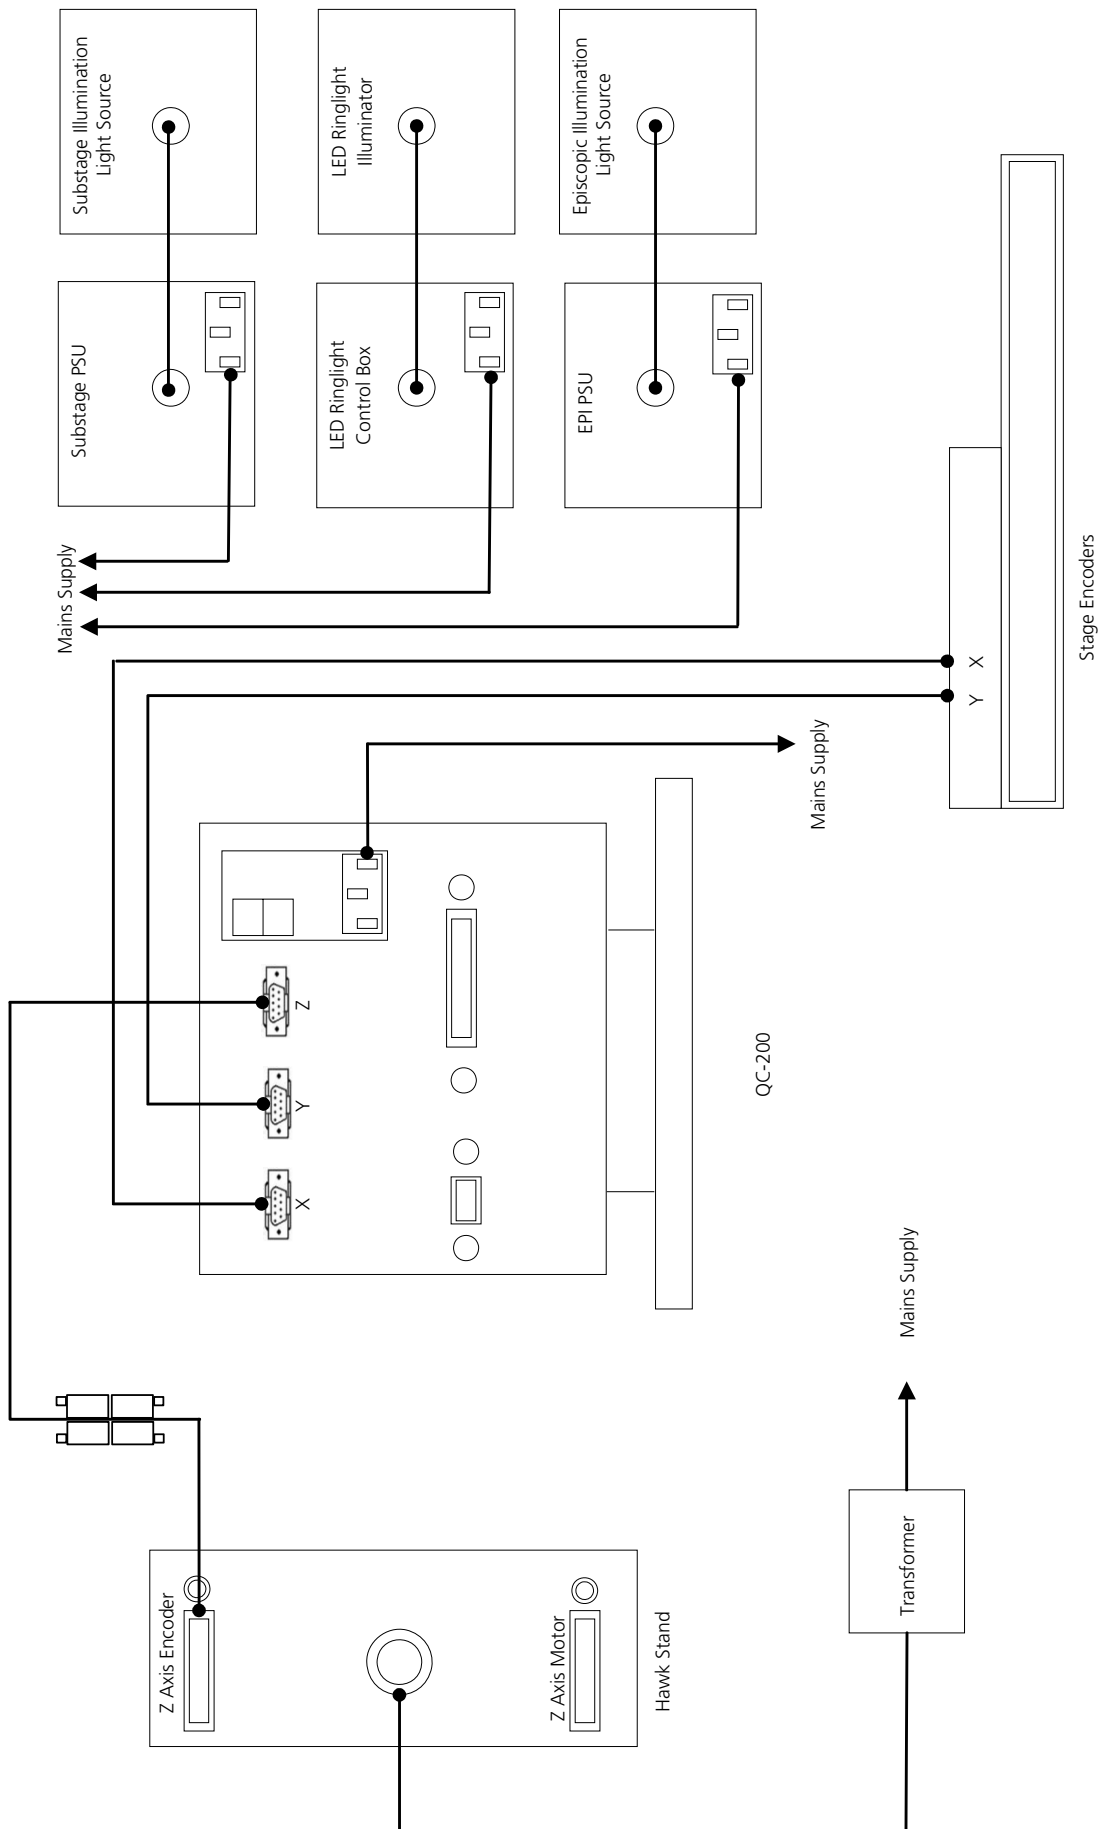 Z Axis Encoder
Z Axis Motor
Hawk Stand
Transformer
Mains Supply
X
Y
Z
QC-200
Mains Supply
Mains Supply
Substage PSU
LED Ringlight
Control Box
EPI PSU
Substage Illumination
Light Source
LED Ringlight
Illuminator
Episcopic Illumination
Light Source
Y
X
Stage Encoders